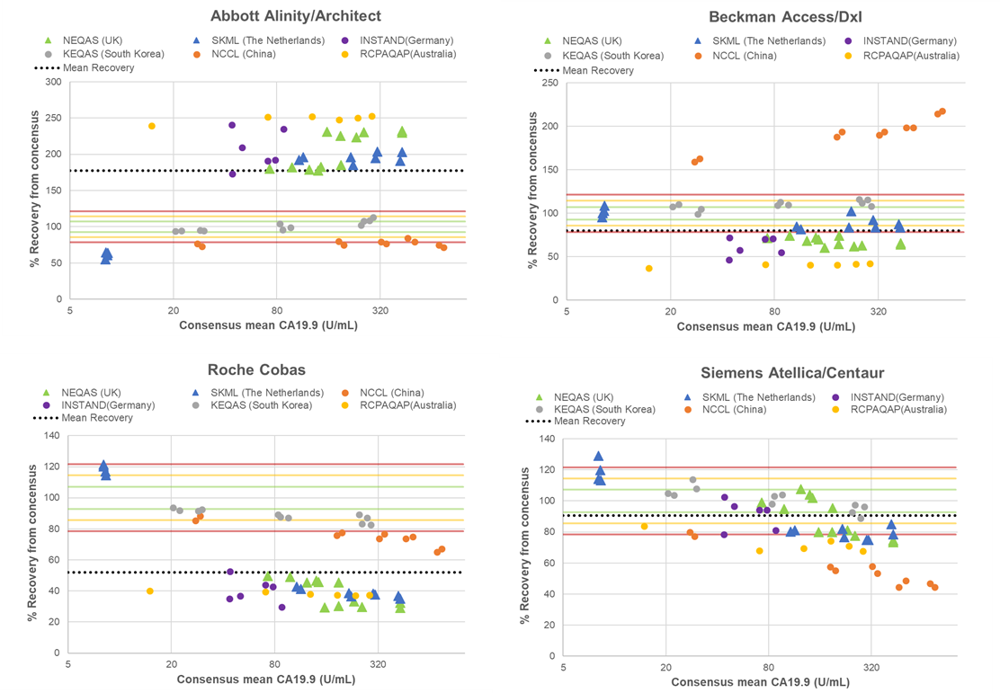 Abbott Alinity/Architect
NEQAS (UK) SKML (The Netherlands) INSTAND(Germany)
KEQAS (South Korea) NCCL (China) RCPAQAP(Australia)
Mean Recovery
% Recovery from concensus
300
250
200
150
100
50
0
5 20 80 320
Consensus mean CA19.9 (U/mL)
Beckman Access/DxI
NEQAS (UK) SKML (The Netherlands) INSTAND(Germany)
KEQAS (South Korea) NCCL (China) RCPAQAP(Australia)
Mean Recovery
% Recovery from concensus
250
200
150
100
50
0
5 20 80 320
Consensus mean CA19.9 (U/mL)
Roche Cobas
NEQAS (UK) SKML (The Netherlands) NCCL (China)
INSTAND(Germany) KEQAS (South Korea) RCPAQAP(Australia)
Mean Recovery
% Recovery from concensus
140
120
100
80
60
40
20
0
5 20 80 320
Consensus mean CA19.9 (U/mL)
Siemens Atellica/Centaur
NEQAS (UK) SKML (The Netherlands) INSTAND(Germany)
KEQAS (South Korea) NCCL (China) RCPAQAP(Australia)
Mean Recovery
% Recovery from concensus
140
120
100
80
60
40
20
0
5 20 80 320
Consensus mean CA19.9 (U/mL)